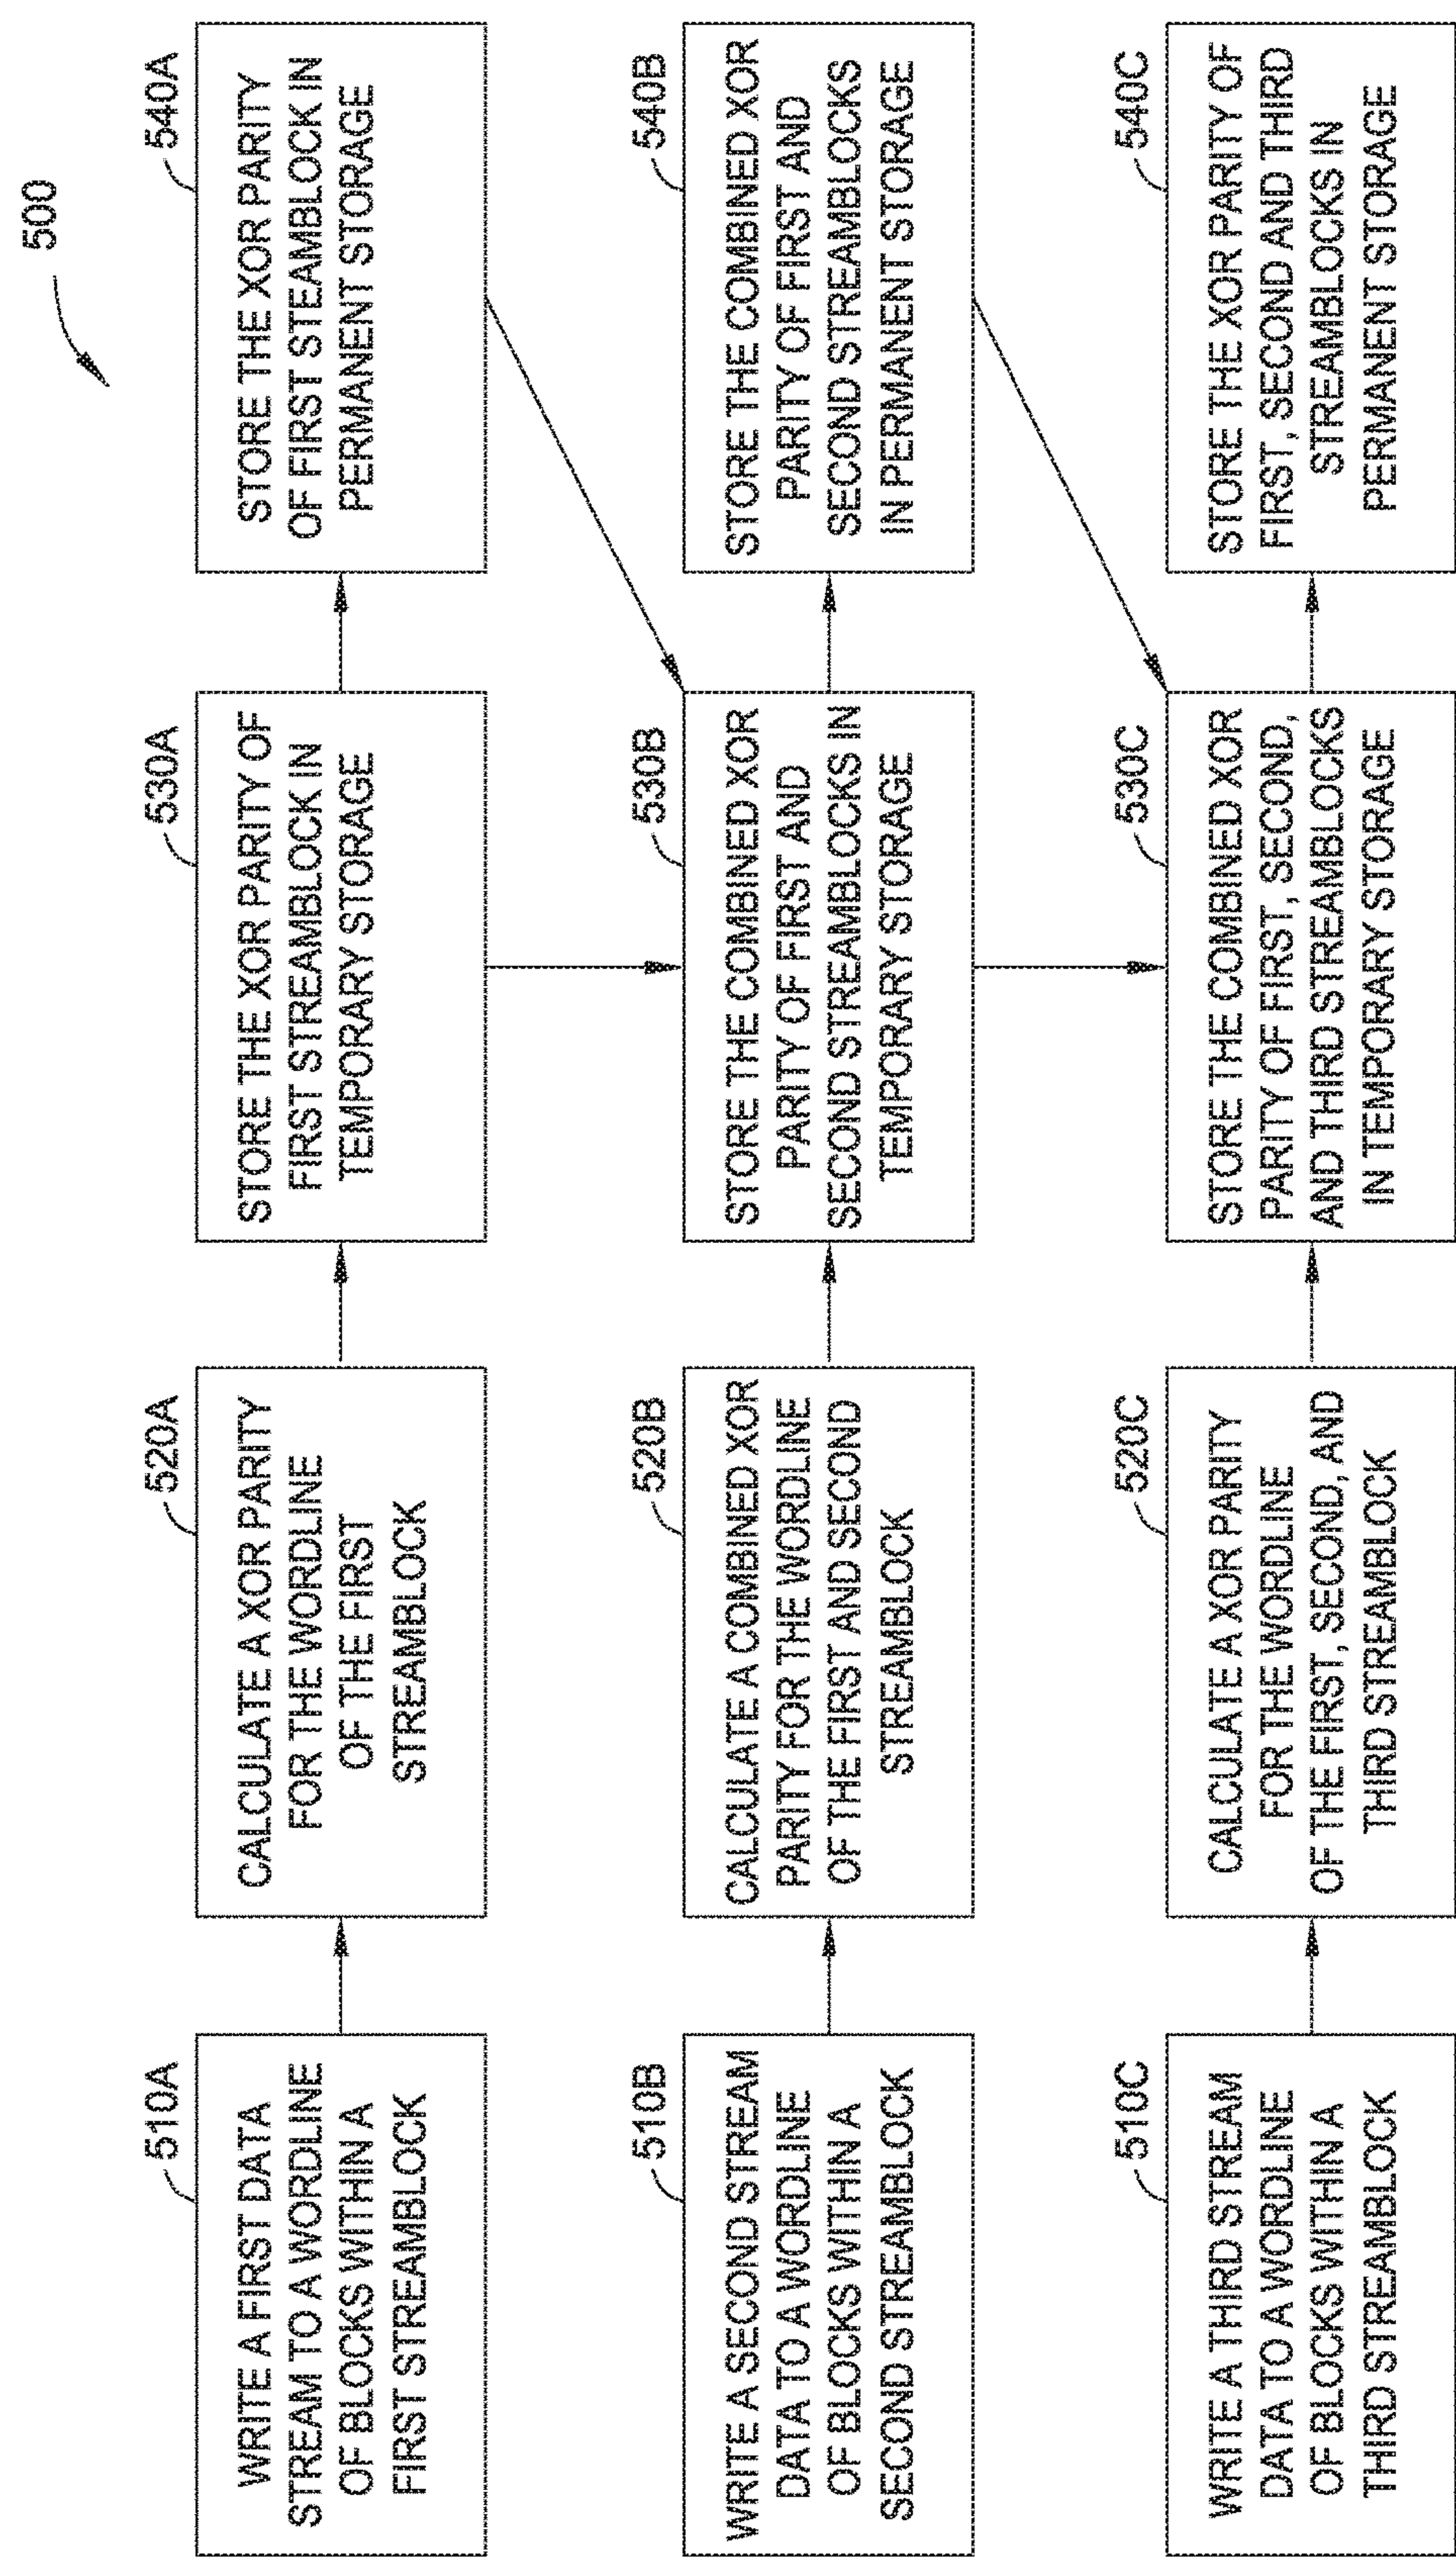 500
510A
WRITE A FIRST DATA
STREAM TO A WORDLINE
OF BLOCKS WITHIN A
FIRST STREAMBLOCK
520A
CALCULATE A XOR PARITY
FOR THE WORDLINE
OF THE FIRST
STREAMBLOCK
530A
STORE THE XOR PARITY OF
FIRST STREAMBLOCK IN
TEMPORARY STORAGE
540A
STORE THE XOR PARITY
OF FIRST STEAMBLOCK IN
PERMANENT STORAGE
510B
WRITE A SECOND STREAM
DATA TO A WORDLINE
OF BLOCKS WITHIN A
SECOND STREAMBLOCK
520B
CALCULATE A COMBINED XOR
PARITY FOR THE WORDLINE
OF THE FIRST AND SECOND
STREAMBLOCK
530B
STORE THE COMBINED XOR
PARITY OF FIRST AND
SECOND STREAMBLOCKS IN
TEMPORARY STORAGE
540B
STORE THE COMBINED XOR
PARITY OF FIRST AND
SECOND STREAMBLOCKS
IN PERMANENT STORAGE
510C
WRITE A THIRD STREAM
DATA TO A WORDLINE
OF BLOCKS WITHIN A
THIRD STREAMBLOCK
520C
CALCULATE A XOR PARITY
FOR THE WORDLINE
OF THE FIRST, SECOND, AND
THIRD STREAMBLOCK
530C
STORE THE COMBINED XOR
PARITY OF FIRST, SECOND,
AND THIRD STREAMBLOCKS
IN TEMPORARY STORAGE
540C
STORE THE XOR PARITY OF
FIRST, SECOND AND THIRD
STREAMBLOCKS IN
PERMANENT STORAGE